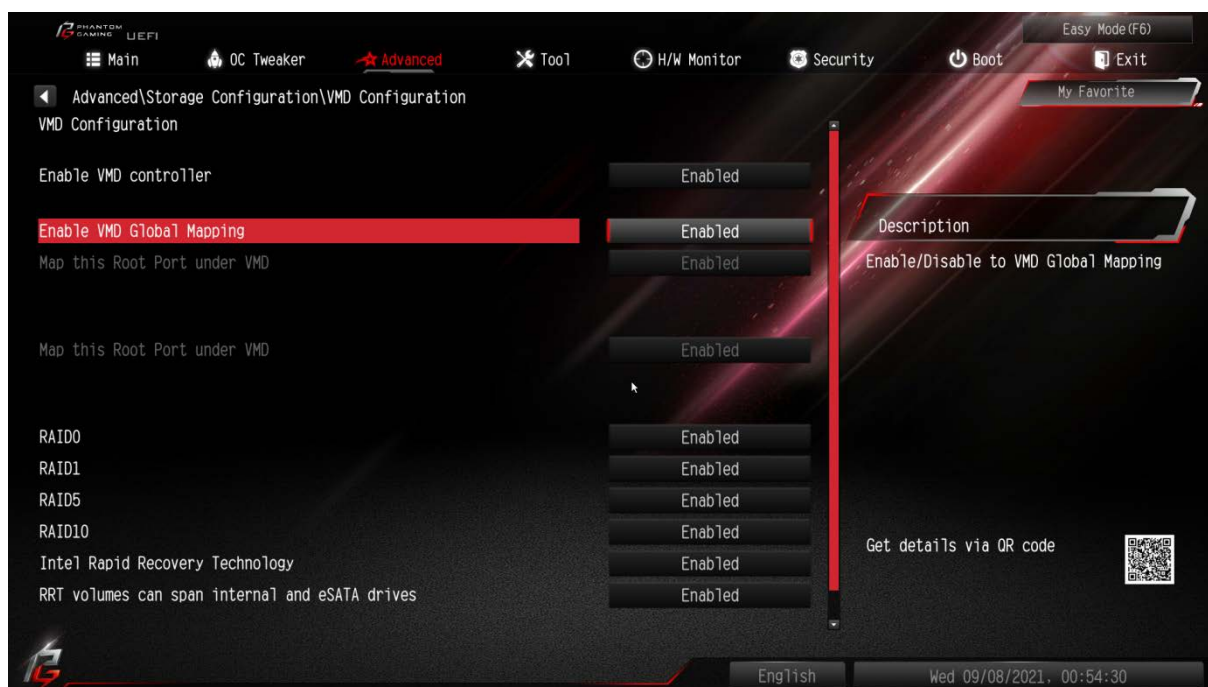 PHANTOM GAMING UEFI
Easy Mode(F6)
Main OC Tweaker Advanced Tool H/W Monitor Security Boot Exit
Advanced\Storage Configuration\VMD Configuration
My Favorite
VMD Configuration
Enable VMD controller Enabled
Enable VMD Global Mapping Enabled
Description
Map this Root Port under VMD Enabled
Enable/Disable to VMD Global Mapping
Map this Root Port under VMD Enabled
RAID0 Enabled
RAID1 Enabled
RAID5 Enabled
RAID10 Enabled
Get details via QR code
Intel Rapid Recovery Technology Enabled
RRT volumes can span internal and eSATA drives Enabled
English
Wed 09/08/2021. 00:54:30